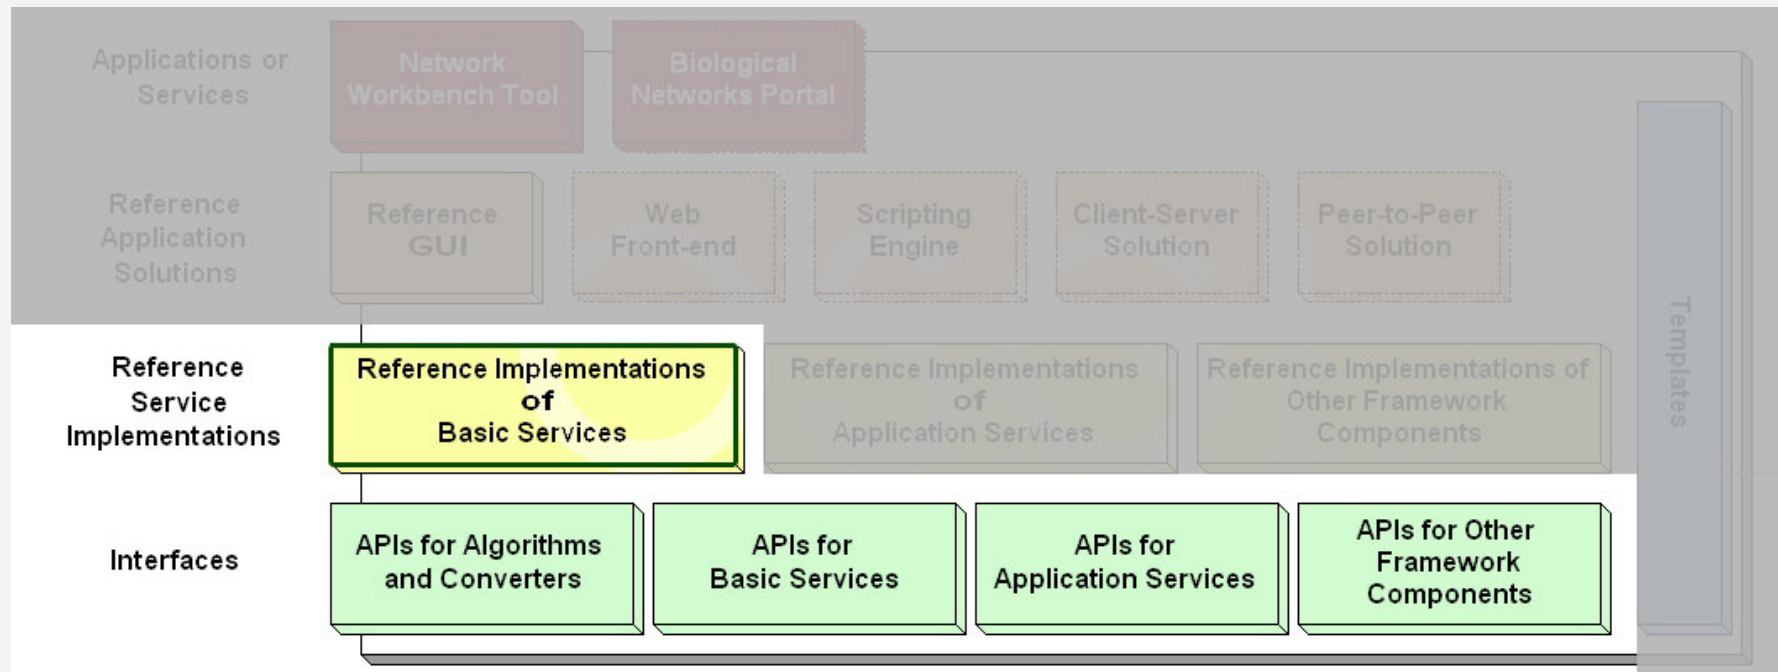 Applications or
Services
Network
Workbench Tool
Biological
Networks Portal
Reference
Application
Solutions
Reference
GUI
Web
Front-end
Scripting
Engine
Client-Server
Solution
Peer-to-Peer
Solution
Templates
Reference
Service
Implementations
Reference Implementations
of
Basic Services
Reference Implementations
of
Application Services
Reference Implementations of
Other Framework
Components
Interfaces
APIs for Algorithms
and Converters
APIs for
Basic Services
APIs for
Application Services
APIs for Other
Framework
Components